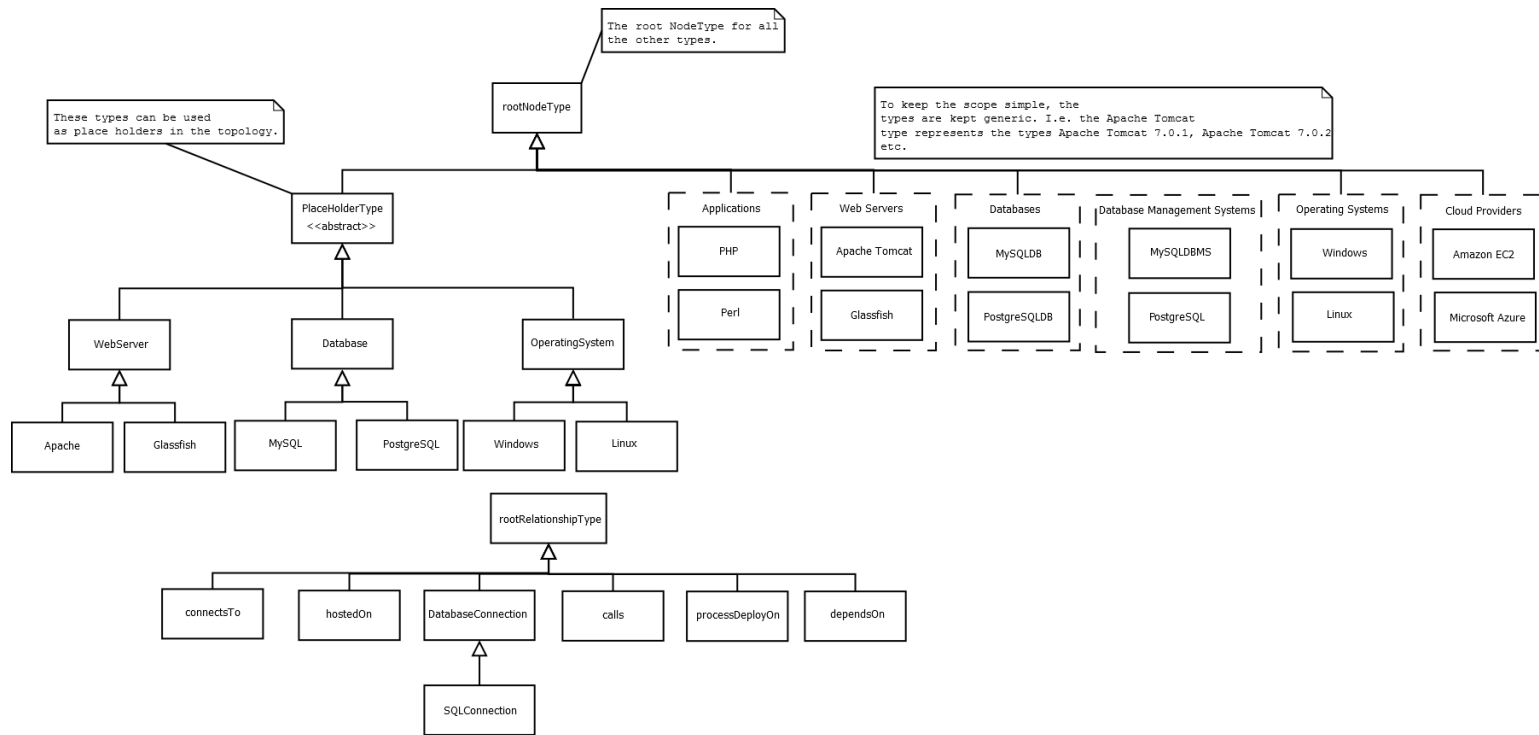 The root NodeType for all
the other types.
rootNodeType
These types can be used
as place holders in the topology.
To keep the scope simple, the
types are kept generic. I.e. the Apache Tomcat
type represents the types Apache Tomcat 7.0.1, Apache Tomcat 7.0.2
etc.
PlaceHolderType
<<abstract>>
Applications
PHP
Perl
Web Servers
Apache Tomcat
Glassfish
Databases
MySQLDB
PostgreSQLDB
Database Management Systems
MySQLDBMS
PostgreSQL
Operating Systems
Windows
Linux
Cloud Providers
Amazon EC2
Microsoft Azure
WebServer
Database
OperatingSystem
Apache
Glassfish
MySQL
PostgreSQL
Windows
Linux
rootRelationshipType
connectsTo
hostedOn
DatabaseConnection
calls
processDeployOn
dependsOn
SQLConnection